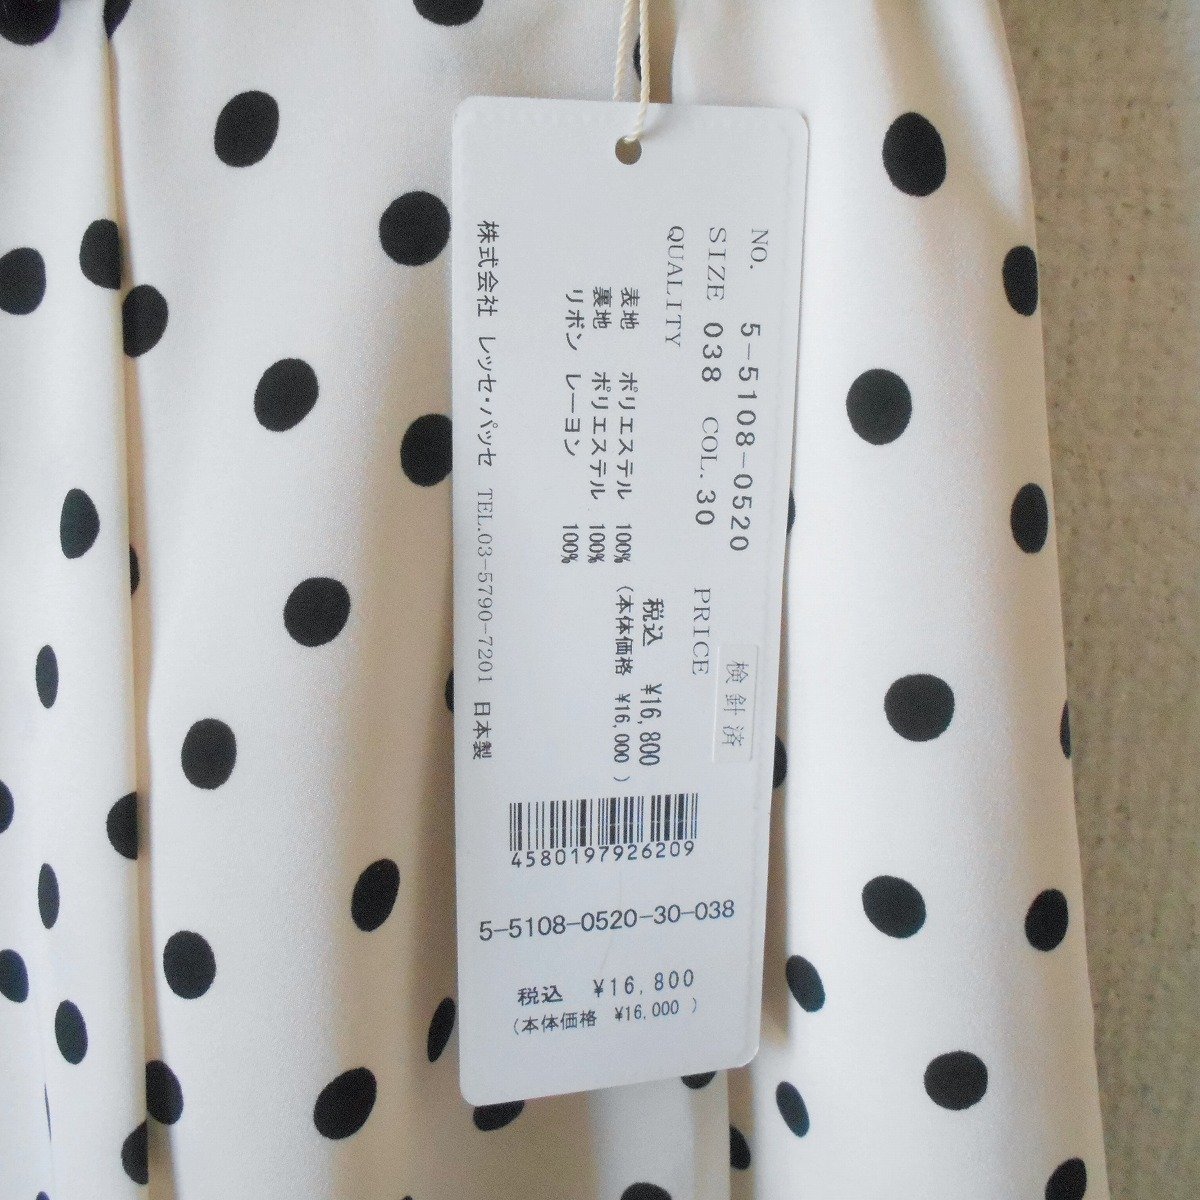 NO. 5-5108-0520
SIZE 038 COL.30 PRICE
検針済
QUALITY
税込 ¥16,800
表地 ポリエステル 100% (本体価格 ¥16,000 )
裏地 ポリエステル 100%
リボン レーヨン 100%
株式会社 レッセ・パッセ TEL.03-5790-7201 日本製
4580197926209
5-5108-0520-30-038
税込 ¥16,800
(本体価格 ¥16,000 )